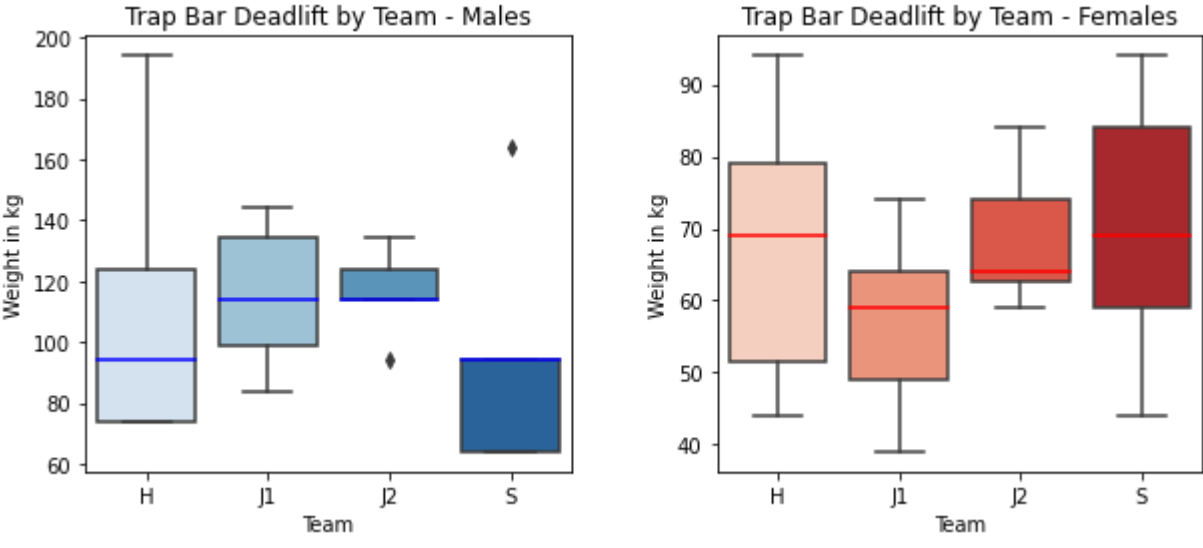 Trap Bar Deadlift by Team - Males
200
180
160
140
120
100
80
60
Weight in kg
H J1 J2 S
Team
Trap Bar Deadlift by Team - Females
90
80
70
60
50
40
Weight in kg
H J1 J2 S
Team